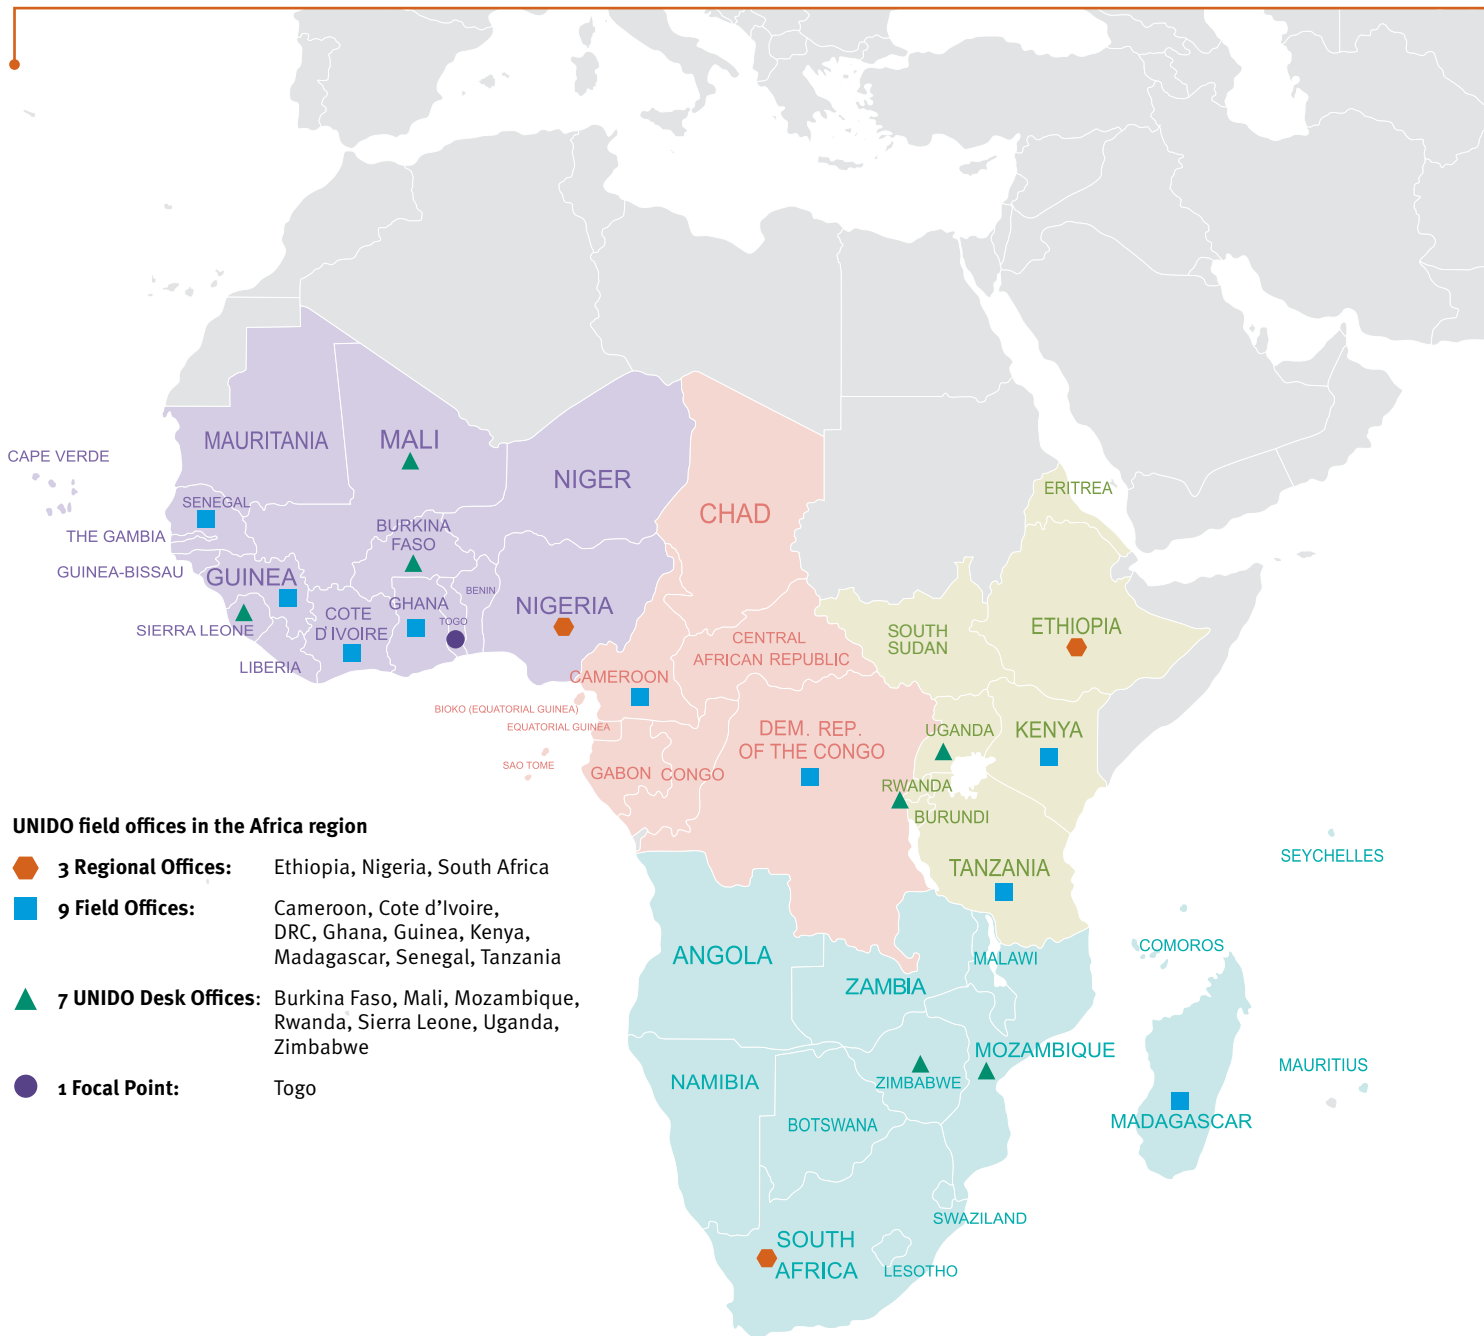 MAURITANIA
MALI
CAPE VERDE
NIGER
ERITREA
SENEGAL
CHAD
THE GAMBIA
BURKINA
FASO
GUINEA-BISSAU
GUINEA
BENIN
GHANA
NIGERIA
COTE
D'IVOIRE
TOGO
SIERRA LEONE
LIBERIA
ETHIOPIA
SOUTH
SUDAN
CENTRAL
AFRICAN REPUBLIC
CAMEROON
BIOKO (EQUATORIAL GUINEA)
EQUATORIAL GUINEA
SAO TOME
GABON
CONGO
DEM. REP.
OF THE CONGO
UGANDA
KENYA
RWANDA
BURUNDI
TANZANIA
SEYCHELLES
COMOROS
ANGOLA
ZAMBIA
MALAWI
MOZAMBIQUE
ZIMBABWE
NAMIBIA
BOTSWANA
MAURITIUS
MADAGASCAR
SWAZILAND
SOUTH
AFRICA
LESOTHO
UNIDO field offices in the Africa region
3 Regional Offices: Ethiopia, Nigeria, South Africa
9 Field Offices: Cameroon, Cote d’Ivoire,
DRC, Ghana, Guinea, Kenya,
Madagascar, Senegal, Tanzania
7 UNIDO Desk Offices: Burkina Faso, Mali, Mozambique,
Rwanda, Sierra Leone, Uganda,
Zimbabwe
1 Focal Point: Togo